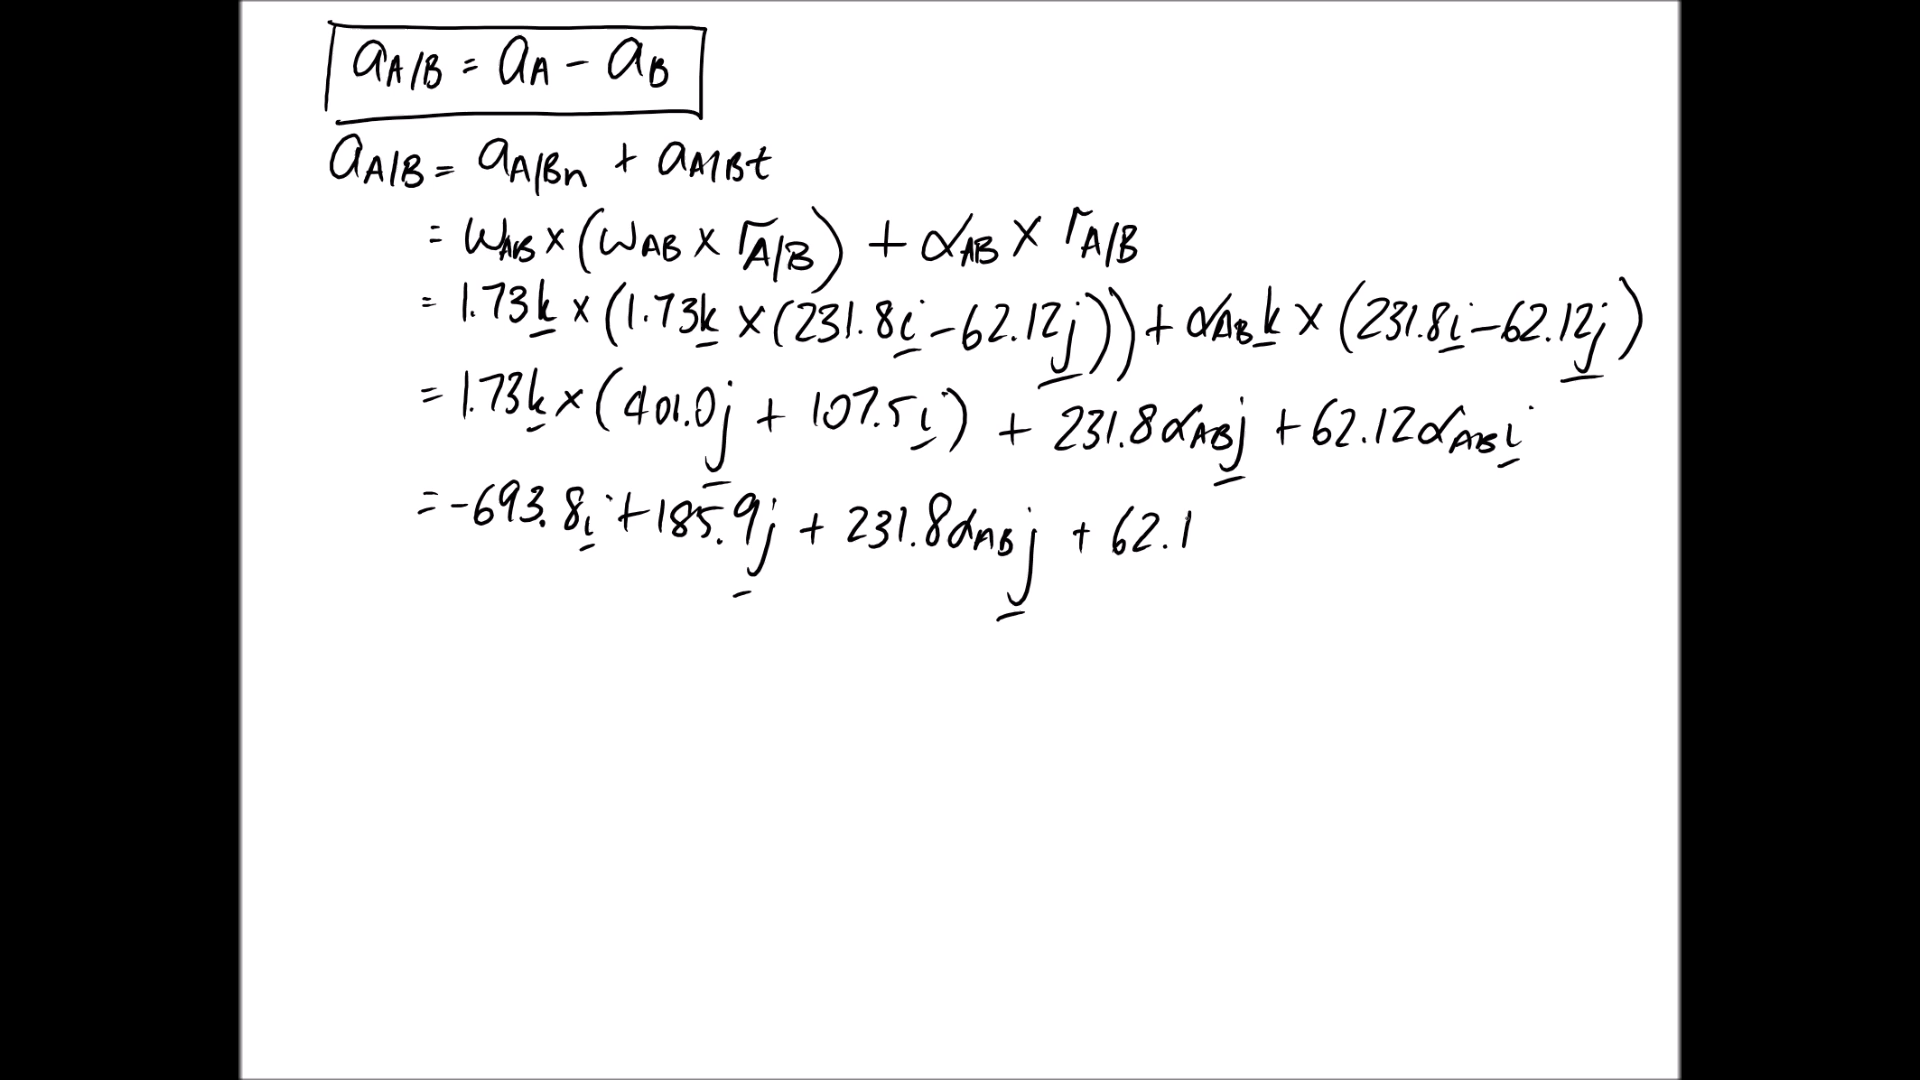 aA/B = aA - aB
aA/B = aA/Bn + aA/Bt
= ωAB × (ωAB × rA/B) + αAB × rA/B
= 1.73k × (1.73k × (231.8i - 62.12j)) + αABk × (231.8i - 62.12j)
= 1.73k × (401.0j + 107.5i) + 231.8αABj + 62.12αABi
= -693.8i + 185.9j + 231.8αABj + 62.1